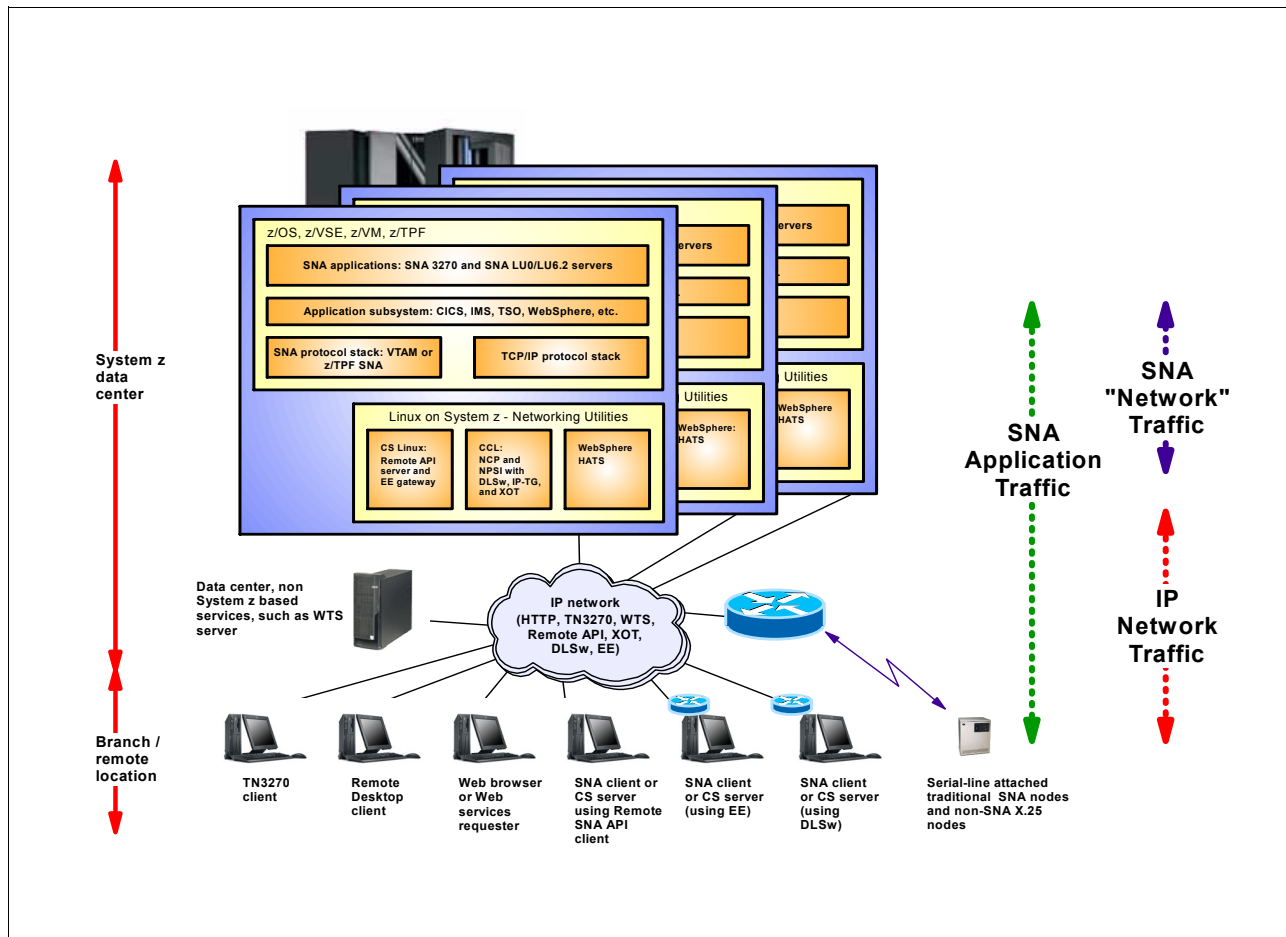 z/OS, z/VSE, z/VM, z/TPF
SNA applications: SNA 3270 and SNA LU0/LU6.2 servers
Application subsystem: CICS, IMS, TSO, WebSphere, etc.
SNA protocol stack: VTAM or
z/TPF SNA
TCP/IP protocol stack
Linux on System z - Networking Utilities
CS Linux:
Remote API
server and
EE gateway
CCL:
NCP and
NPSI with
DLSw, IP-TG,
and XOT
WebSphere
HATS
ervers
.
g Utilities
WebSphere:
HATS
ervers
.
g Utilities
WebSphere
HATS
System z
data
center
Branch /
remote
location
SNA
Application
Traffic
SNA
"Network"
Traffic
IP
Network
Traffic
Data center, non
System z based
services, such as WTS
server
IP network
(HTTP, TN3270, WTS,
Remote API, XOT,
DLSw, EE)
TN3270
client
Remote
Desktop
client
Web browser
or Web
services
requester
SNA client or
CS server
using Remote
SNA API
client
SNA client
or CS server
(using EE)
SNA client
or CS server
(using
DLSw)
Serial-line attached
traditional SNA nodes
and non-SNA X.25
nodes